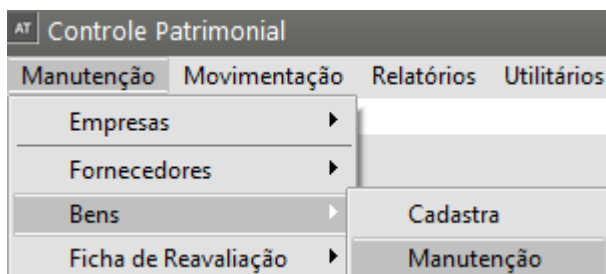 AT Controle Patrimonial
Manutenção Movimentação Relatórios Utilitários
Empresas
Fornecedores
Bens Cadastra
Ficha de Reavaliação Manutenção